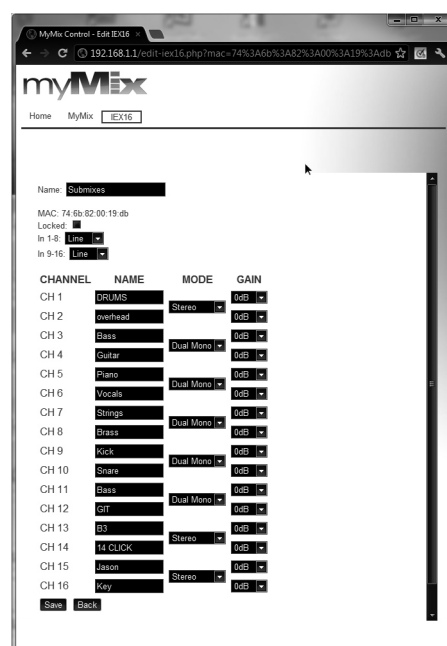 MyMix Control - Edit IEX16
192.168.1.1/edit-iex16.php?mac=74%3A6b%3A82%3A00%3A19%3Adb
myMix
Home MyMix IEX16
Name: Submixes
MAC: 74:6b:82:00:19:db
Locked:
In 1-8: Line
In 9-16: Line
CHANNEL NAME MODE GAIN
CH 1 DRUMS 0dB
Stereo
CH 2 overhead 0dB
CH 3 Bass 0dB
Dual Mono
CH 4 Guitar 0dB
CH 5 Piano 0dB
Dual Mono
CH 6 Vocals 0dB
CH 7 Strings 0dB
Dual Mono
CH 8 Brass 0dB
CH 9 Kick 0dB
Dual Mono
CH 10 Snare 0dB
CH 11 Bass 0dB
Dual Mono
CH 12 GIT 0dB
CH 13 B3 0dB
Stereo
CH 14 14 CLICK 0dB
CH 15 Jason 0dB
Stereo
CH 16 Key 0dB
Save Back